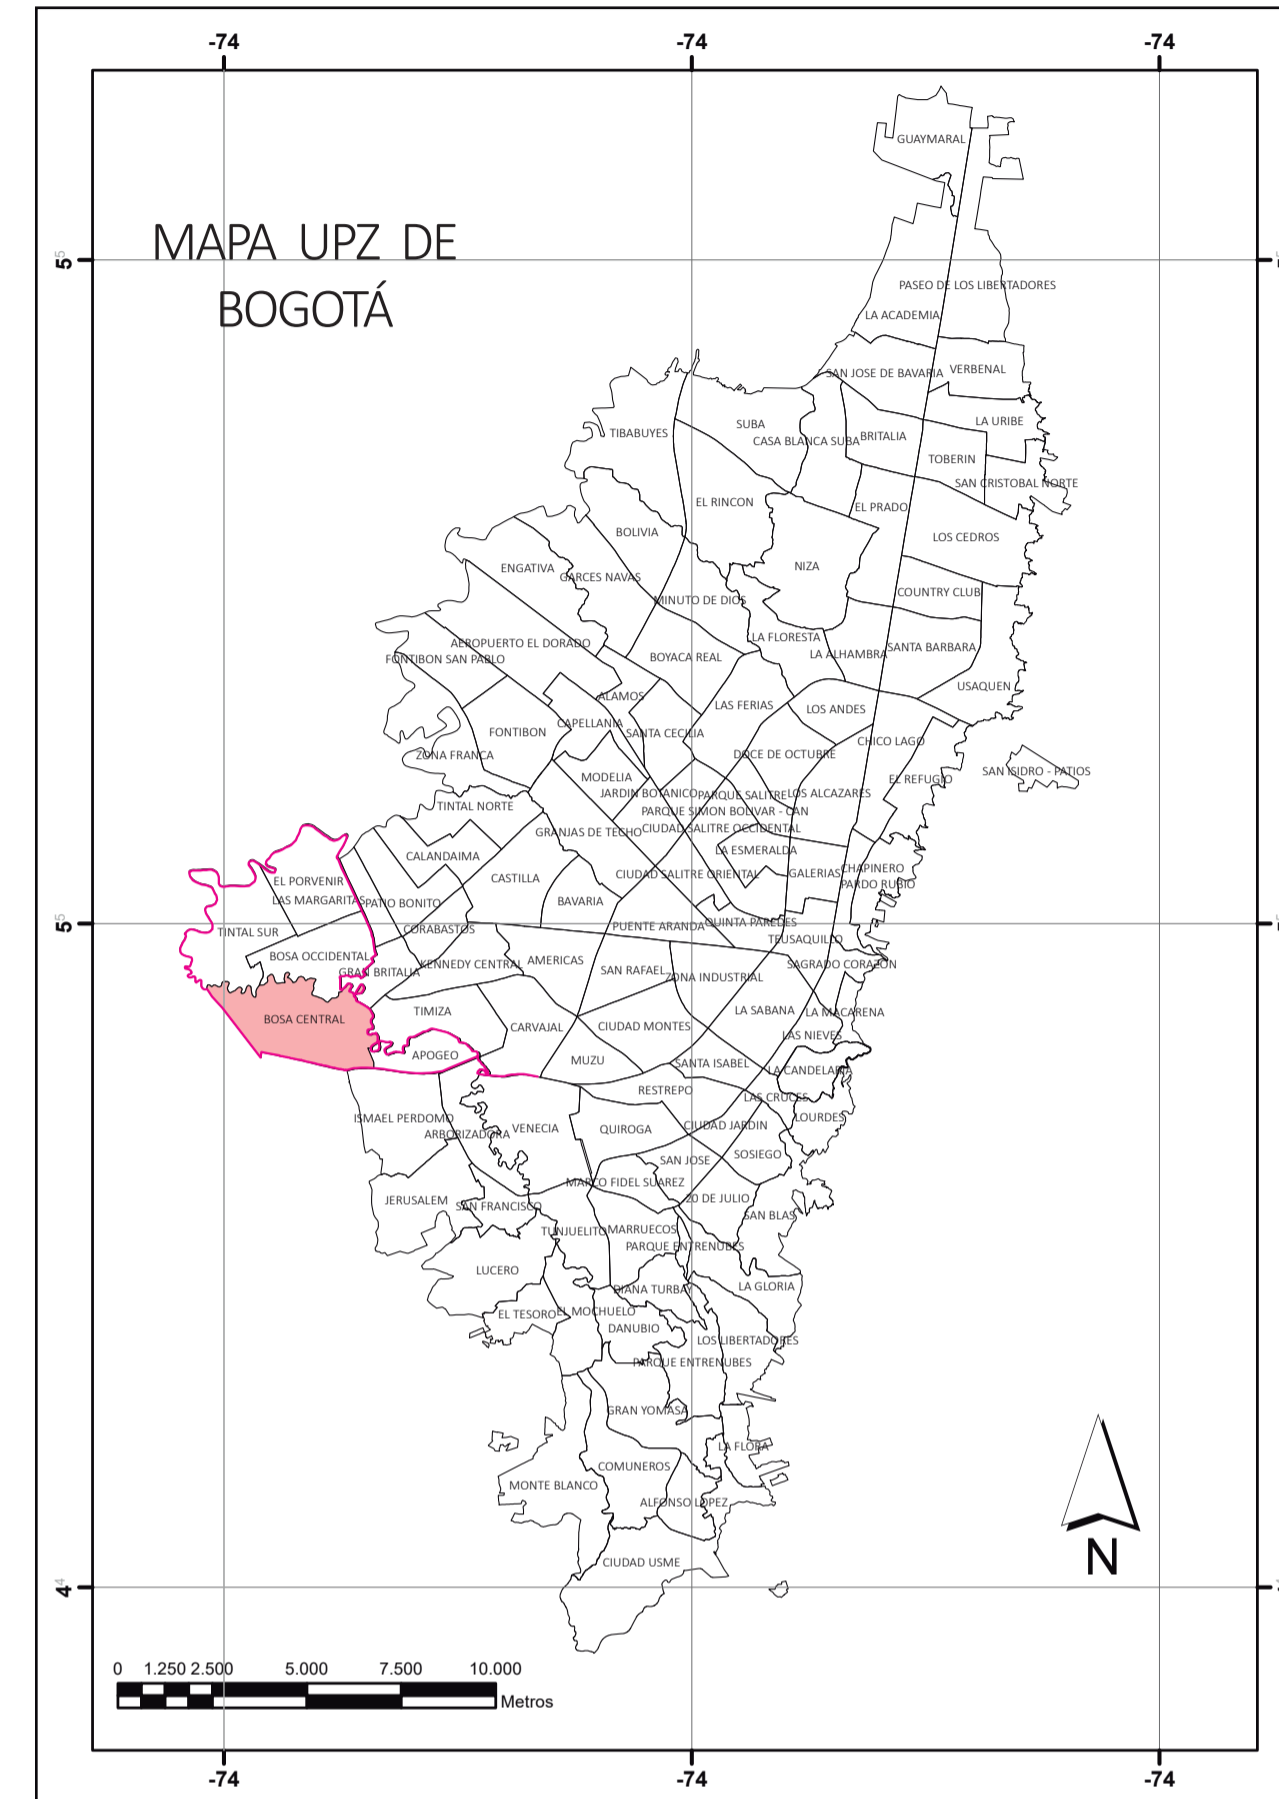 -74 -74 -74
GUAYMARAL
MAPA UPZ DE
BOGOTÁ
5
PASEO DE LOS LIBERTADORES
LA ACADEMIA
SAN JOSE DE BAVARIA
VERBENAL
SUBA
LA URIBE
TIBABUYES
CASA BLANCA SUBA
BRITALIA
TOBERIN
SAN CRISTOBAL NORTE
EL RINCON
EL PRADO
BOLIVIA
LOS CEDROS
ENGATIVA
NIZA
GARCES NAVAS
COUNTRY CLUB
MINUTO DE DIOS
LA FLORESTA
AEROPUERTO EL DORADO
SANTA BARBARA
LA ALHAMBRA
BOYACA REAL
FONTIBON SAN PABLO
USAQUEN
ALAMOS
LAS FERIAS
LOS ANDES
CAPELLANIA
FONTIBON
SANTA CECILIA
CHICO LAGO
DOCE DE OCTUBRE
ZONA FRANCA
SAN ISIDRO - PATIOS
MODELIA
EL REFUGIO
JARDIN BOTANICO
PARQUE SALITRE
LOS ALCAZARES
TINTAL NORTE
PARQUE SIMON BOLIVAR - CAN
GRANJAS DE TECHO
CIUDAD SALITRE OCCIDENTAL
LA ESMERALDA
CALANDAIMA
CHAPINERO
CIUDAD SALITRE ORIENTAL
GALERIAS
CASTILLA
EL PORVENIR
PARDO RUBIO
LAS MARGARITAS
PATIO BONITO
BAVARIA
5
QUINTA PAREDES
PUENTE ARANDA
CORABASTOS
TINTAL SUR
TEUSAQUILLO
BOSA OCCIDENTAL
AMERICAS
KENNEDY CENTRAL
SAGRADO CORAZON
GRAN BRITALIA
SAN RAFAEL
ZONA INDUSTRIAL
TIMIZA
LA SABANA
LA MACARENA
BOSA CENTRAL
CARVAJAL
CIUDAD MONTES
LAS NIEVES
APOGEO
MUZU
SANTA ISABEL
LA CANDELARIA
RESTREPO
LAS CRUCES
ISMAEL PERDOMO
LOURDES
CIUDAD JARDIN
VENECIA
QUIROGA
ARBORIZADORA
SOSIEGO
SAN JOSE
MARCO FIDEL SUAREZ
JERUSALEM
20 DE JULIO
SAN FRANCISCO
SAN BLAS
TUNJUELITO
MARRUECOS
PARQUE ENTRENUBES
LUCERO
LA GLORIA
DIANA TURBAY
EL TESORO
EL MOCHUELO
DANUBIO
LOS LIBERTADORES
PARQUE ENTRENUBES
GRAN YOMASA
LA FLORA
COMUNEROS
MONTE BLANCO
ALFONSO LOPEZ
N
CIUDAD USME
4
0 1.250 2.500 5.000 7.500 10.000
Metros
-74 -74 -74